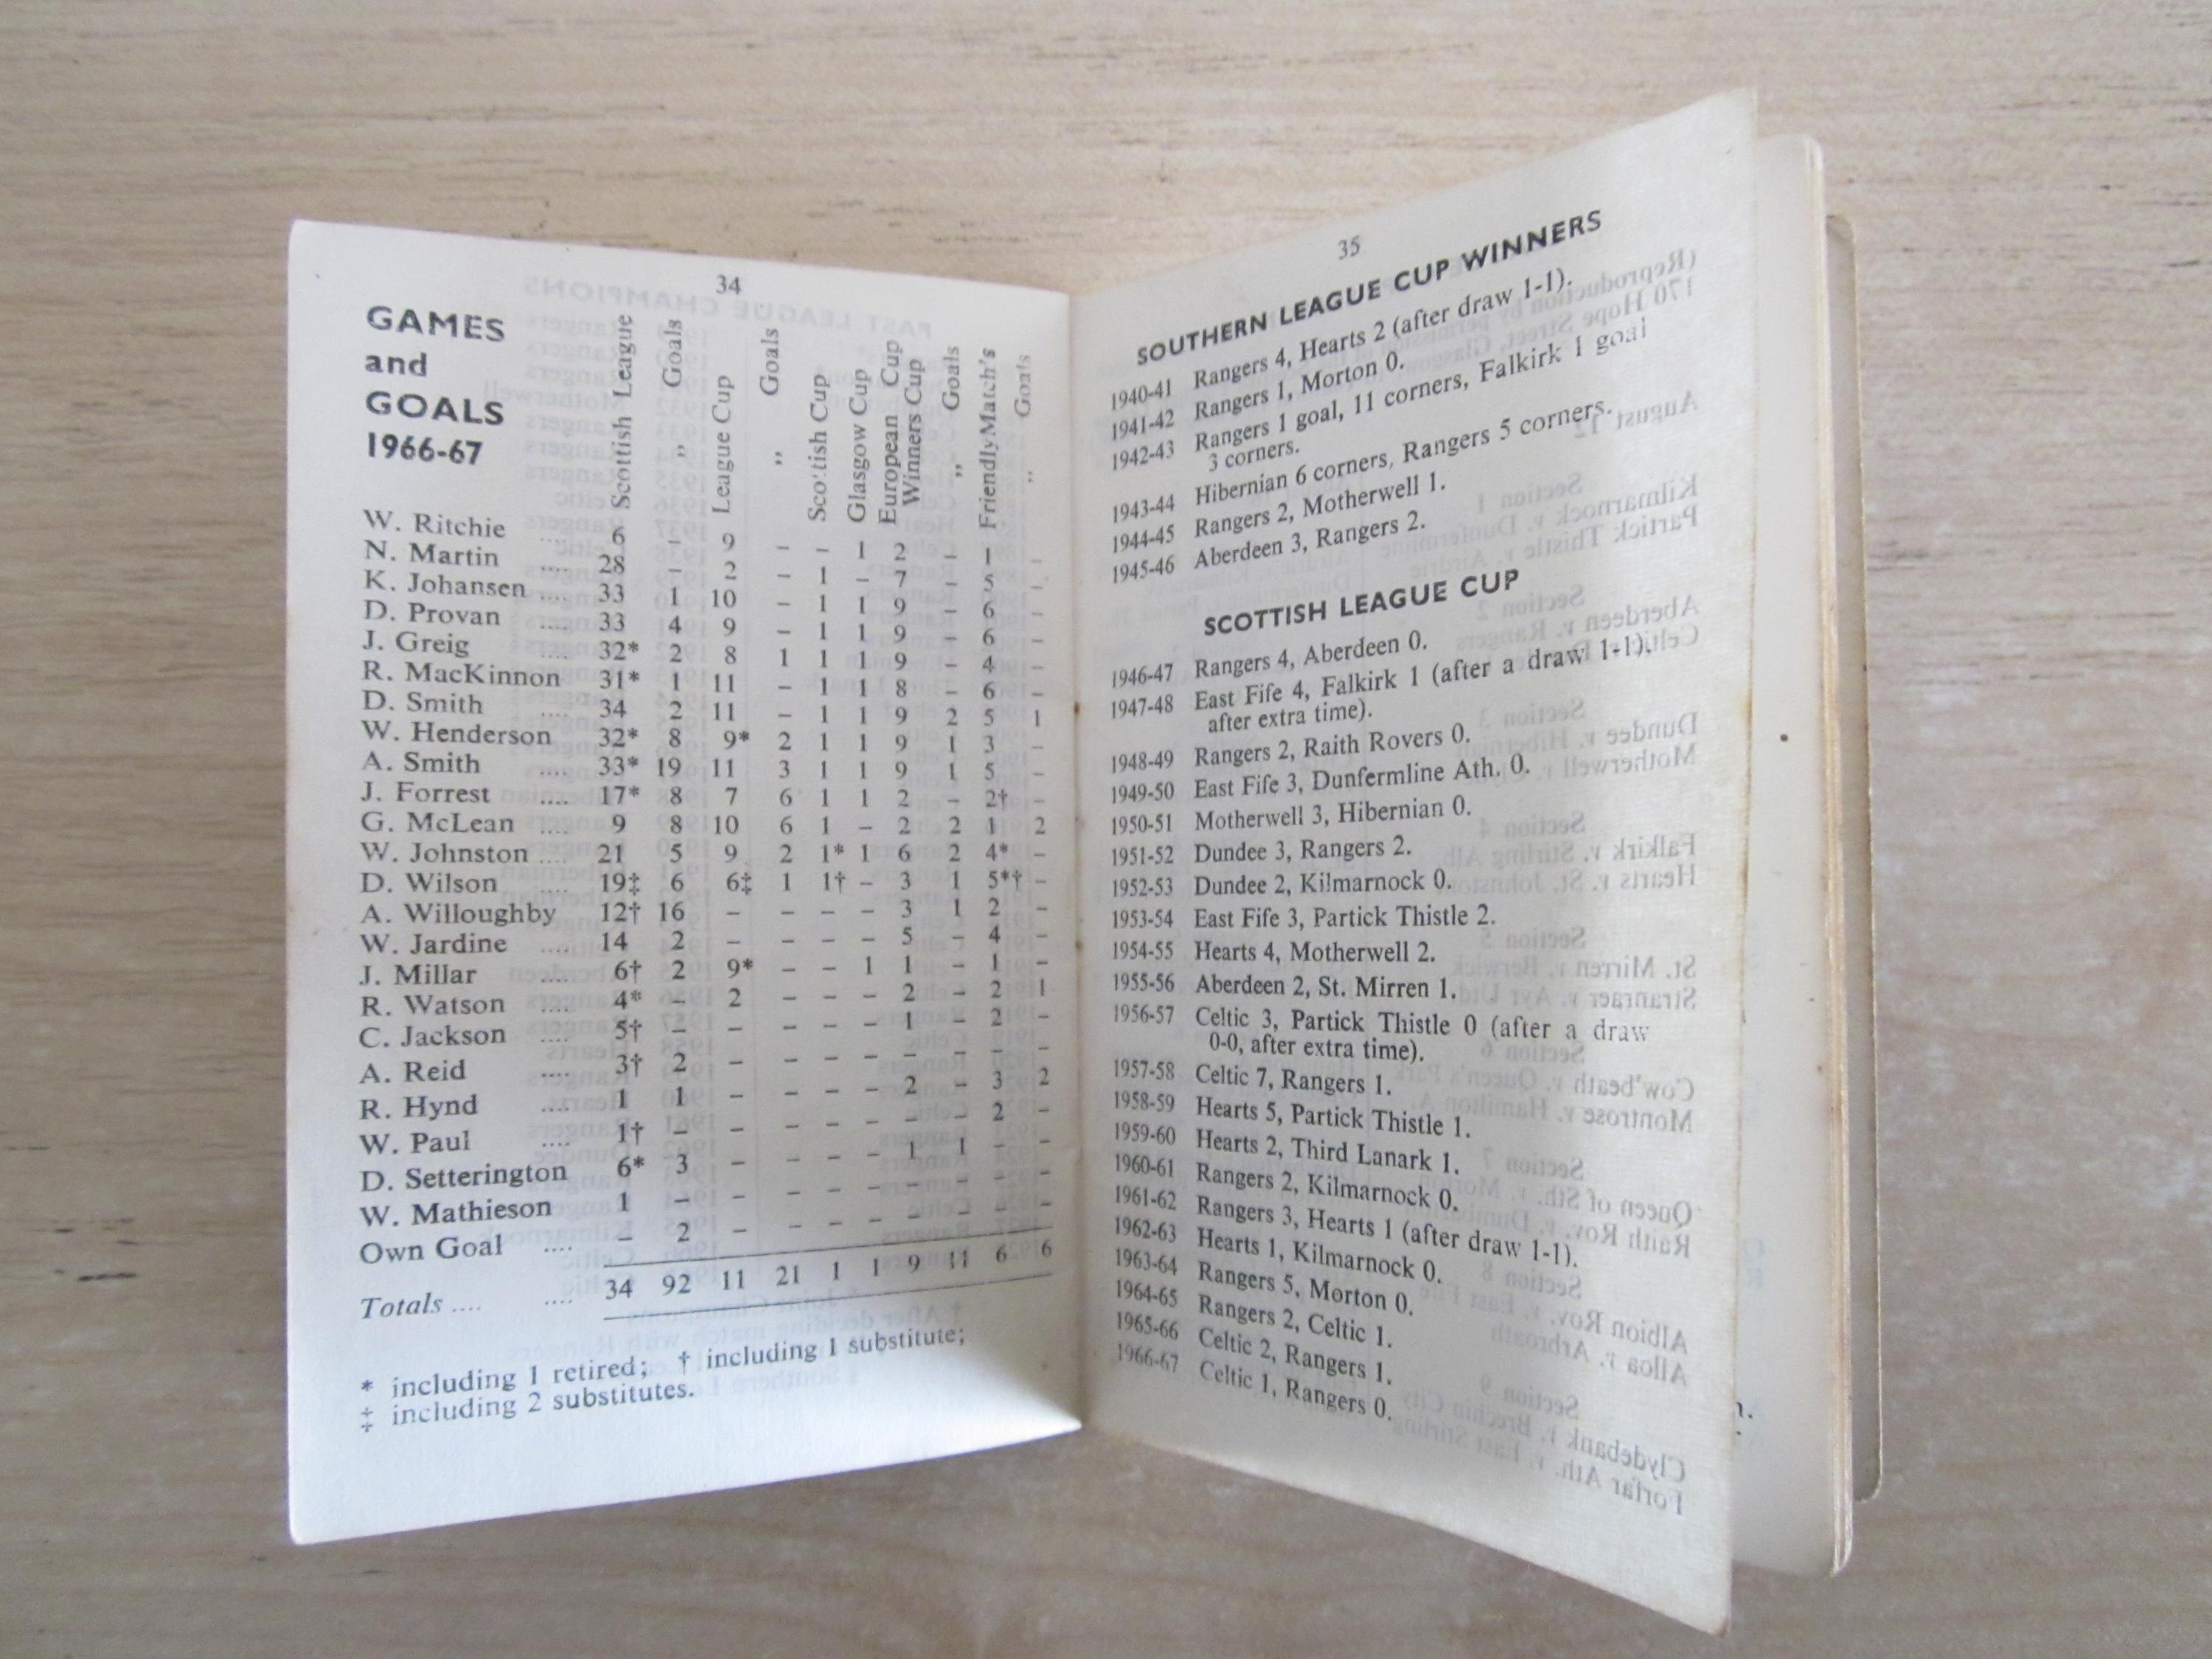 34
GAMES
and
GOALS
1966-67
Scottish League
,, Goals
League Cup
,, Goals
Scottish Cup
Glasgow Cup
European Cup
Winners Cup
,, Goals
Friendly Match's
,, Goals
W. Ritchie .... 6 – 9 – – 1 2 – 1 –
N. Martin .... 28 – 2 – 1 – 7 – 5 –
K. Johansen .... 33 1 10 – 1 1 9 – 6 –
D. Provan .... 33 4 9 – 1 1 9 – 6 –
J. Greig .... 32* 2 8 1 1 1 9 – 4 –
R. MacKinnon 31* 1 11 – 1 1 8 – 6 –
D. Smith .... 34 2 11 – 1 1 9 2 5 1
W. Henderson 32* 8 9* 2 1 1 9 1 3 –
A. Smith .... 33* 19 11 3 1 1 9 1 5 –
J. Forrest .... 17* 8 7 6 1 1 2 – 2† –
G. McLean .... 9 8 10 6 1 – 2 2 1 2
W. Johnston .... 21 5 9 2 1* 1 6 2 4* –
D. Wilson .... 19‡ 6 6‡ 1 1† – 3 1 5*† –
A. Willoughby 12† 16 – – – – 3 1 2 –
W. Jardine .... 14 2 – – – – 5 – 4 –
J. Millar .... 6† 2 9* – – 1 1 – 1 –
R. Watson .... 4* – 2 – – – 2 – 2 1
C. Jackson .... 5† – – – – – 1 – 2 –
A. Reid .... 3† 2 – – – – – – – –
R. Hynd .... 1 1 – – – – 2 – 3 2
W. Paul .... 1† – – – – – – – 2 –
D. Setterington 6* 3 – – – – 1 1 – –
W. Mathieson 1 – – – – – – – – –
Own Goal .... – 2 – – – – – – – –
Totals .... .... 34 92 11 21 1 1 9 11 6 6
* including 1 retired; † including 1 substitute;
‡ including 2 substitutes.
35
SOUTHERN LEAGUE CUP WINNERS
1940-41 Rangers 4, Hearts 2 (after draw 1-1).
1941-42 Rangers 1, Morton 0.
1942-43 Rangers 1 goal, 11 corners, Falkirk 1 goal
3 corners.
1943-44 Hibernian 6 corners, Rangers 5 corners.
1944-45 Rangers 2, Motherwell 1.
1945-46 Aberdeen 3, Rangers 2.
SCOTTISH LEAGUE CUP
1946-47 Rangers 4, Aberdeen 0.
1947-48 East Fife 4, Falkirk 1 (after a draw 1-1).
after extra time).
1948-49 Rangers 2, Raith Rovers 0.
1949-50 East Fife 3, Dunfermline Ath. 0.
1950-51 Motherwell 3, Hibernian 0.
1951-52 Dundee 3, Rangers 2.
1952-53 Dundee 2, Kilmarnock 0.
1953-54 East Fife 3, Partick Thistle 2.
1954-55 Hearts 4, Motherwell 2.
1955-56 Aberdeen 2, St. Mirren 1.
1956-57 Celtic 3, Partick Thistle 0 (after a draw
0-0, after extra time).
1957-58 Celtic 7, Rangers 1.
1958-59 Hearts 5, Partick Thistle 1.
1959-60 Hearts 2, Third Lanark 1.
1960-61 Rangers 2, Kilmarnock 0.
1961-62 Rangers 3, Hearts 1 (after draw 1-1).
1962-63 Hearts 1, Kilmarnock 0.
1963-64 Rangers 5, Morton 0.
1964-65 Rangers 2, Celtic 1.
1965-66 Celtic 2, Rangers 1.
1966-67 Celtic 1, Rangers 0.